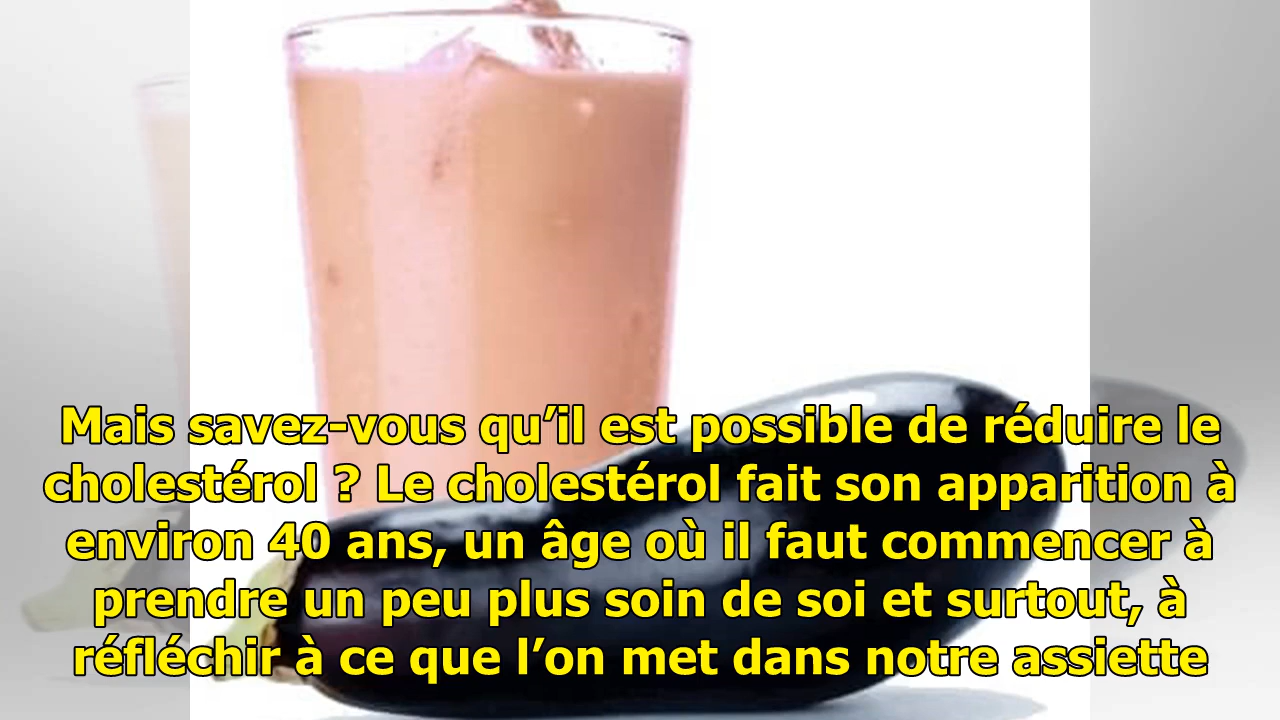 Mais savez-vous qu’il est possible de réduire le
cholestérol ? Le cholestérol fait son apparition à
environ 40 ans, un âge où il faut commencer à
prendre un peu plus soin de soi et surtout, à
réfléchir à ce que l’on met dans notre assiette